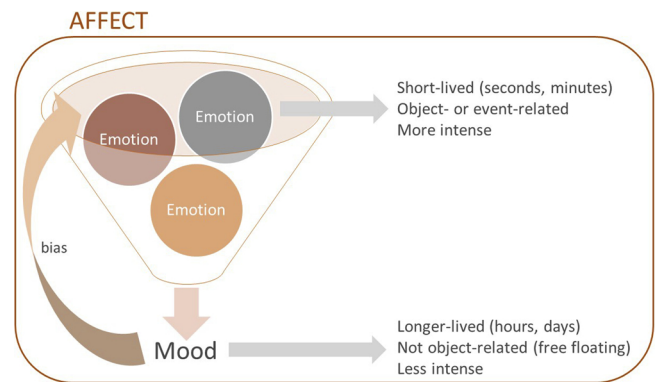 AFFECT
Emotion
Emotion
Emotion
Short-lived (seconds, minutes)
Object- or event-related
More intense
bias
Mood
Longer-lived (hours, days)
Not object-related (free floating)
Less intense